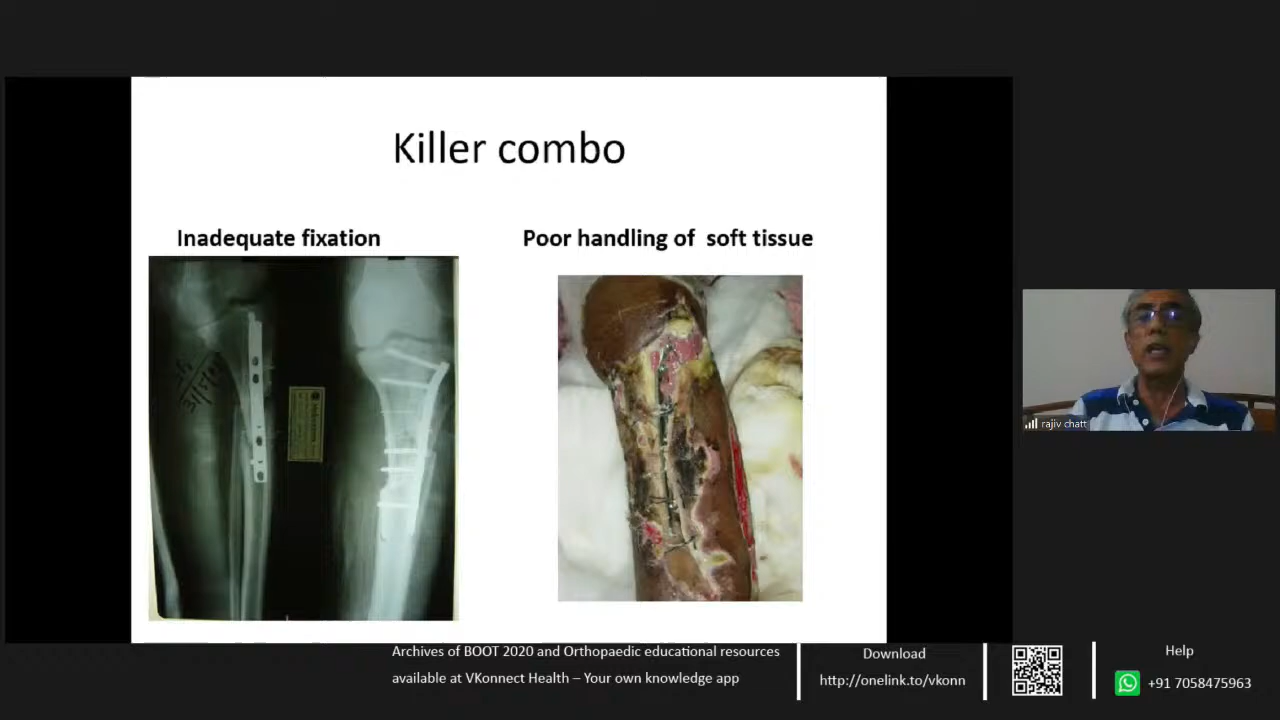 Killer combo
Inadequate fixation
Poor handling of soft tissue
rajiv chatt
Archives of BOOT 2020 and Orthopaedic educational resources
available at VKonnect Health – Your own knowledge app
Download
http://onelink.to/vkonn
Help
+91 7058475963